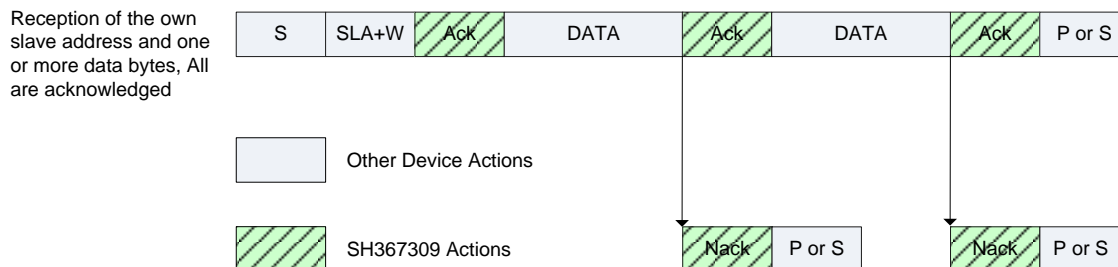 Reception of the own
slave address and one
or more data bytes, All
are acknowledged
S SLA+W Ack DATA Ack DATA Ack P or S
Other Device Actions
SH367309 Actions
Nack P or S Nack P or S